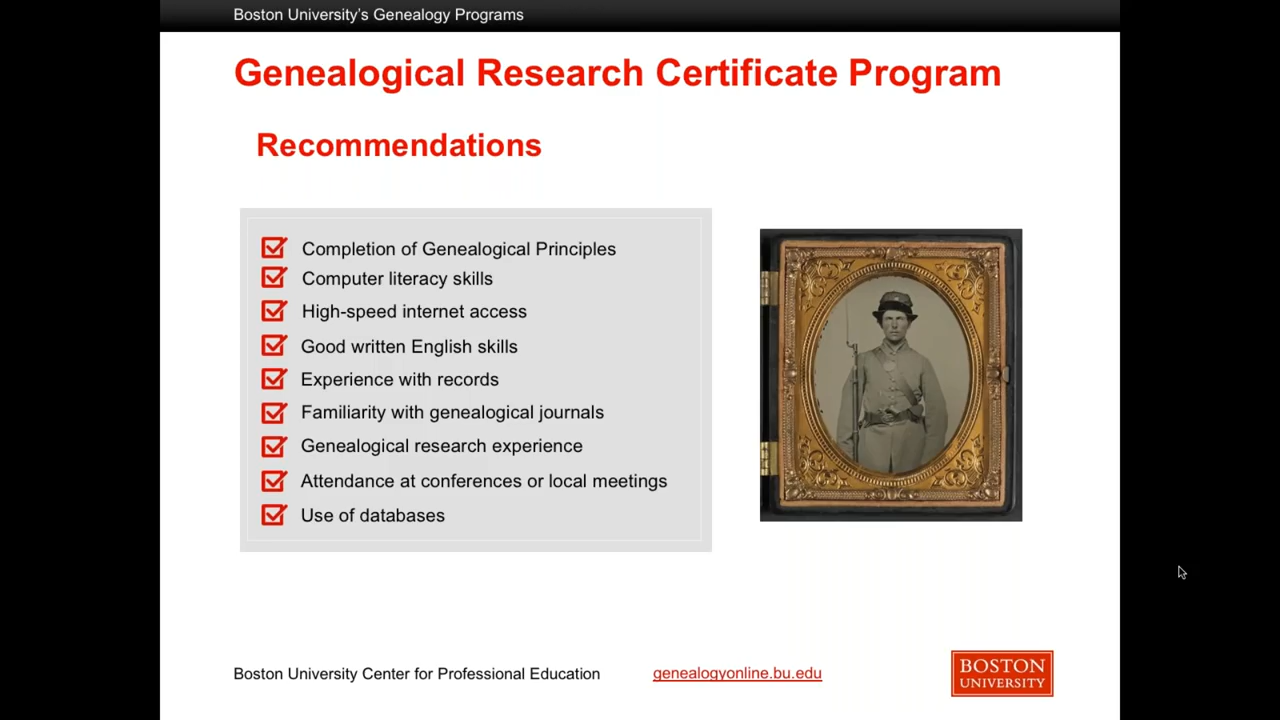 Boston University’s Genealogy Programs
Genealogical Research Certificate Program
Recommendations
Completion of Genealogical Principles
Computer literacy skills
High-speed internet access
Good written English skills
Experience with records
Familiarity with genealogical journals
Genealogical research experience
Attendance at conferences or local meetings
Use of databases
Boston University Center for Professional Education genealogyonline.bu.edu
BOSTON
UNIVERSITY